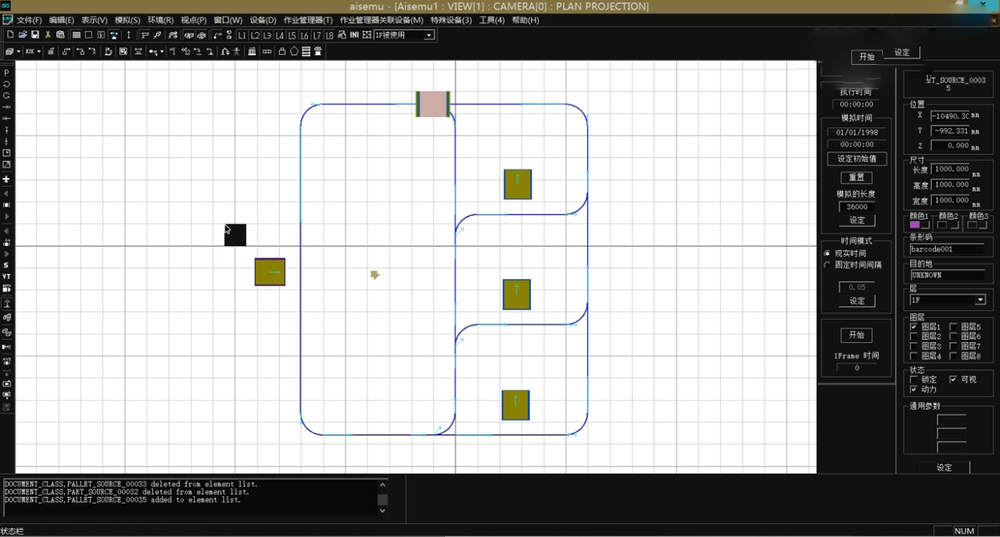 aisemu - [Aisemu1 : VIEW[1] : CAMERA[0] : PLAN PROJECTION]
文件(F) 编辑(E) 表示(V) 模拟(S) 环境(R) 视点(P) 窗口(W) 设备(D) 作业管理器(T) 作业管理器关联设备(M) 特殊设备(3) 工具(4) 帮助(H)
L1 L2 L3 L4 L5 L6 L7 L8 INI 1F被使用
开始 设定
执行时间
00:00:00
模拟时间
01/01/1998
00:00:00
设定初始值
重置
模拟的长度
36000
设定
时间模式
现实时间
固定时间间隔
0.05
设定
开始
1Frame 时间
0
LT_SOURCE_0003
5
位置
X -10490.30 mm
Y -992.331 mm
Z 0.000 mm
尺寸
长度 1000.000 mm
高度 1000.000 mm
宽度 1000.000 mm
颜色1 颜色2 颜色3
条形码
barcode001
目的地
UNKNOWN
层
1F
图层
图层1 图层5
图层2 图层6
图层3 图层7
图层4 图层8
状态
锁定 可视
动力
通用参数
设定
P
S
YT
DOCUMENT_CLASS,PALLET_SOURCE_00033 deleted from element list.
DOCUMENT_CLASS,PART_SOURCE_00032 deleted from element list.
DOCUMENT_CLASS,PALLET_SOURCE_00035 added to element list.
状态栏 NUM